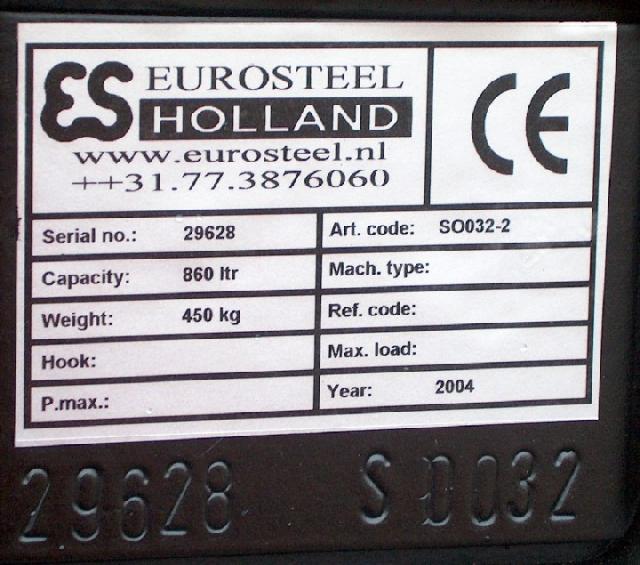 ES EUROSTEEL
HOLLAND
www.eurosteel.nl
++31.77.3876060
CE
Serial no.: 29628
Art. code: SO032-2
Capacity: 860 ltr
Mach. type:
Weight: 450 kg
Ref. code:
Hook:
Max. load:
P.max.:
Year: 2004
29628 SO032